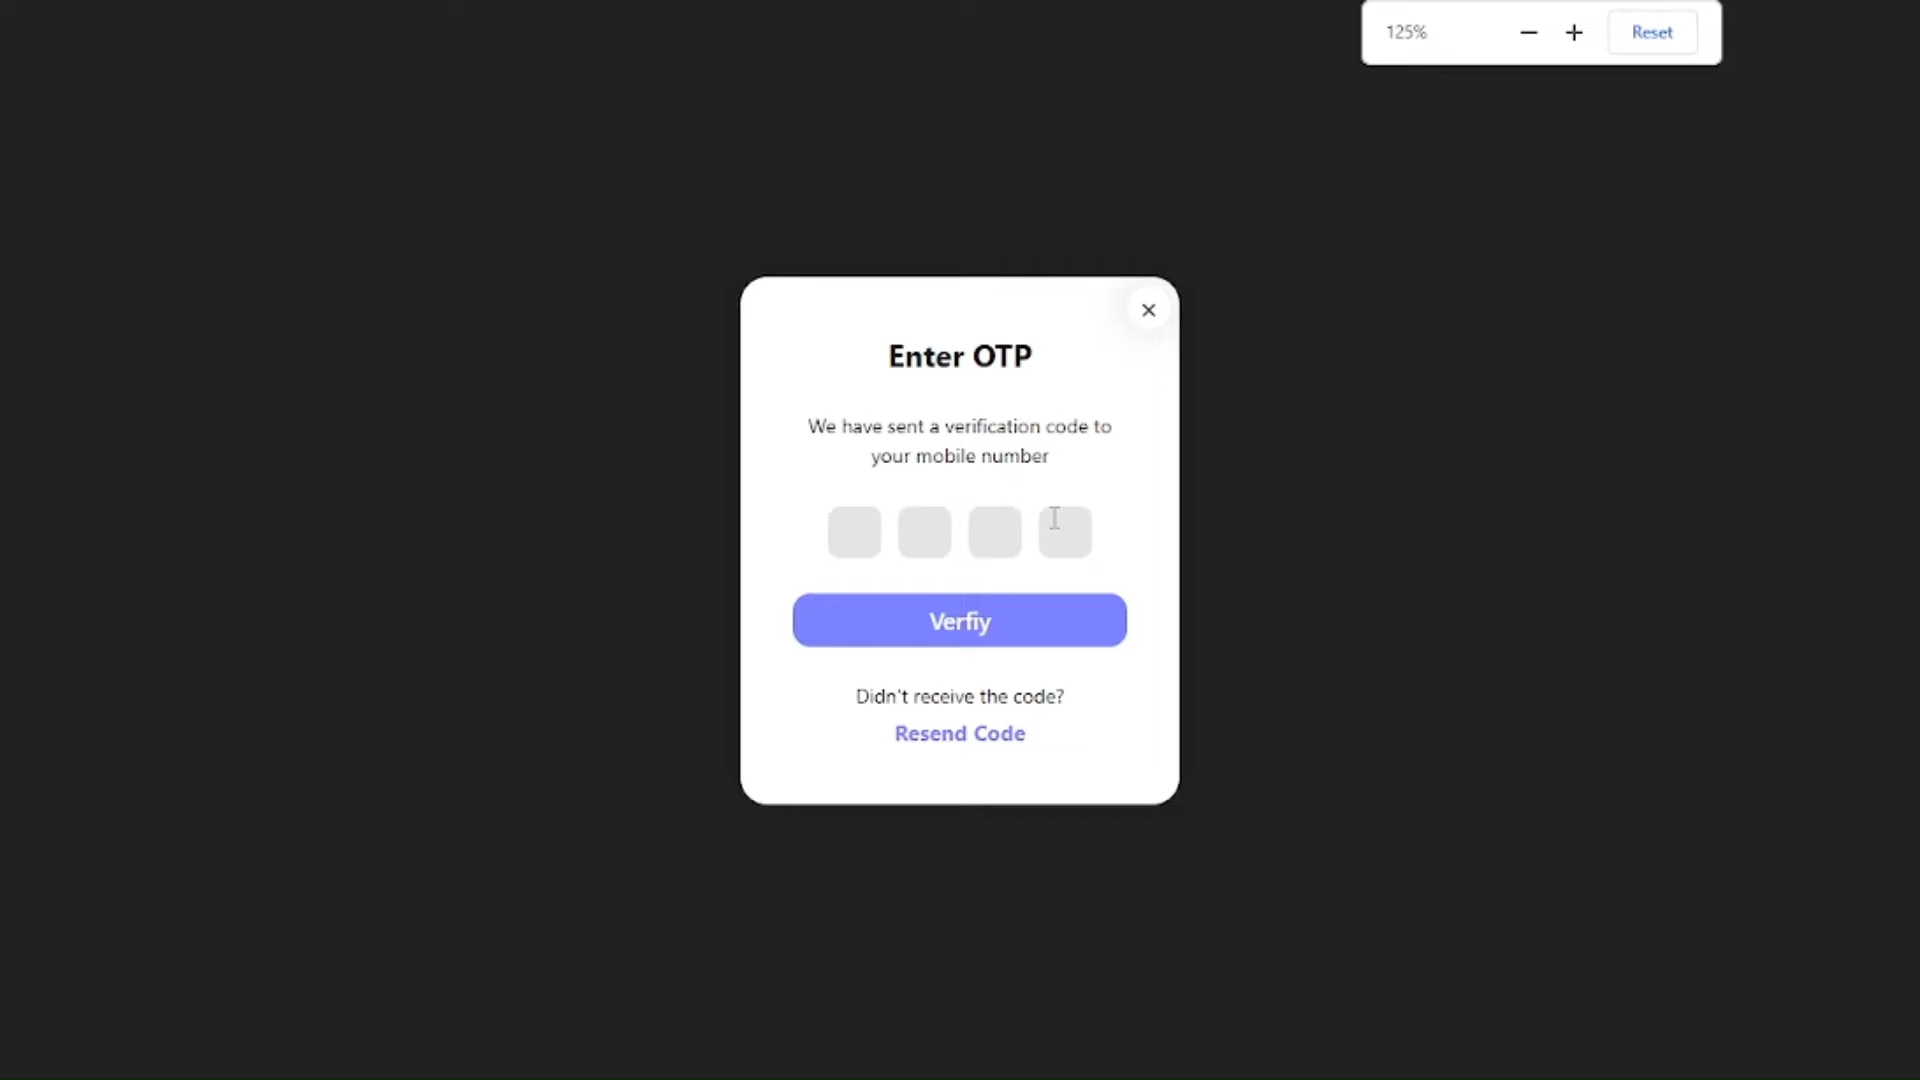 125%
Reset
Enter OTP
We have sent a verification code to
your mobile number
Verfiy
Didn't receive the code?
Resend Code